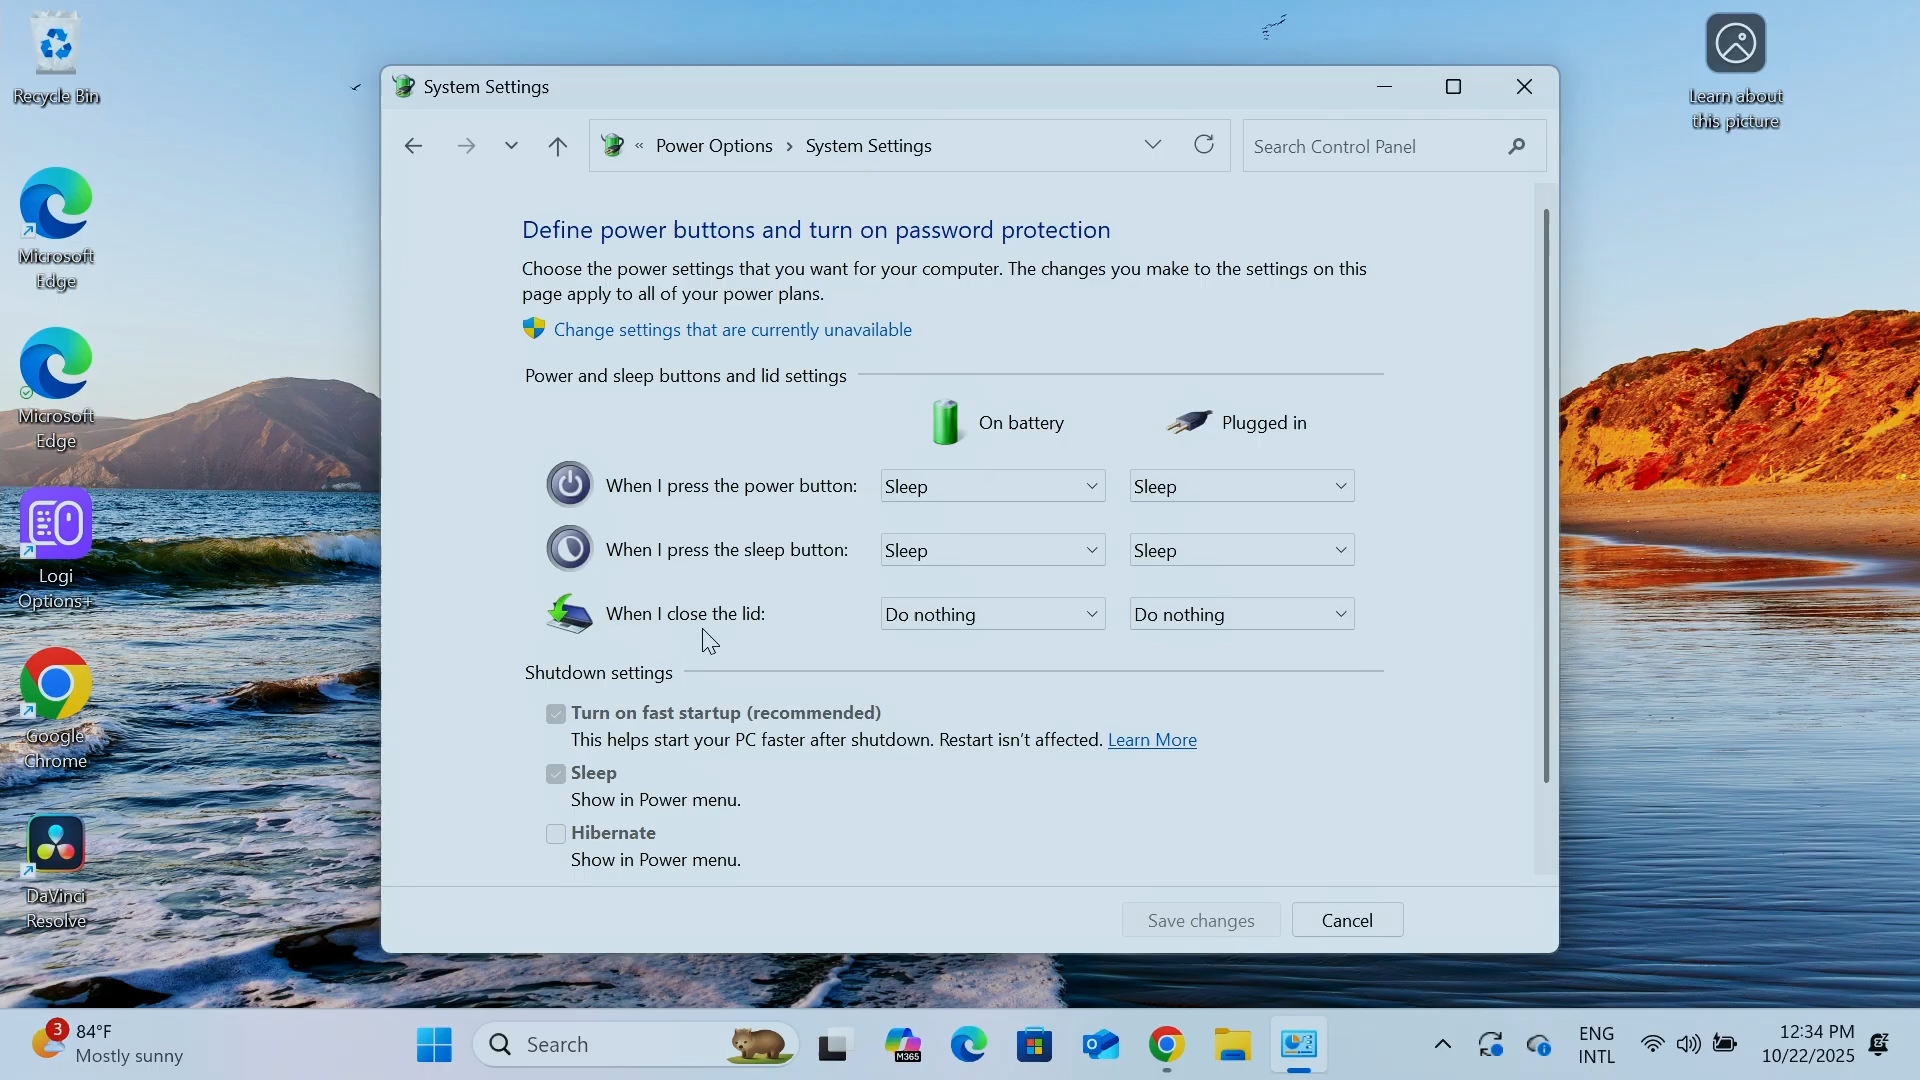 Recycle Bin
Microsoft
Edge
Microsoft
Edge
Logi
Options+
Google
Chrome
DaVinci
Resolve
Learn about
this picture
System Settings
« Power Options › System Settings
Search Control Panel
Define power buttons and turn on password protection
Choose the power settings that you want for your computer. The changes you make to the settings on this
page apply to all of your power plans.
Change settings that are currently unavailable
Power and sleep buttons and lid settings
On battery
Plugged in
When I press the power button:
Sleep
Sleep
When I press the sleep button:
Sleep
Sleep
When I close the lid:
Do nothing
Do nothing
Shutdown settings
Turn on fast startup (recommended)
This helps start your PC faster after shutdown. Restart isn't affected. Learn More
Sleep
Show in Power menu.
Hibernate
Show in Power menu.
Save changes
Cancel
3
84°F
Mostly sunny
Search
M365
ENG
INTL
12:34 PM
10/22/2025